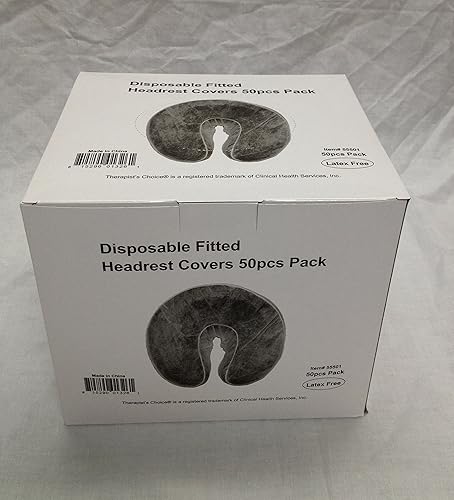 Disposable Fitted
Headrest Covers 50pcs Pack
Made in China
Item# 55501
50pcs Pack
Latex Free
Therapist's Choice® is a registered trademark of Clinical Health Services, Inc.
Disposable Fitted
Headrest Covers 50pcs Pack
Made in China
Item# 55501
50pcs Pack
Latex Free
Therapist's Choice® is a registered trademark of Clinical Health Services, Inc.